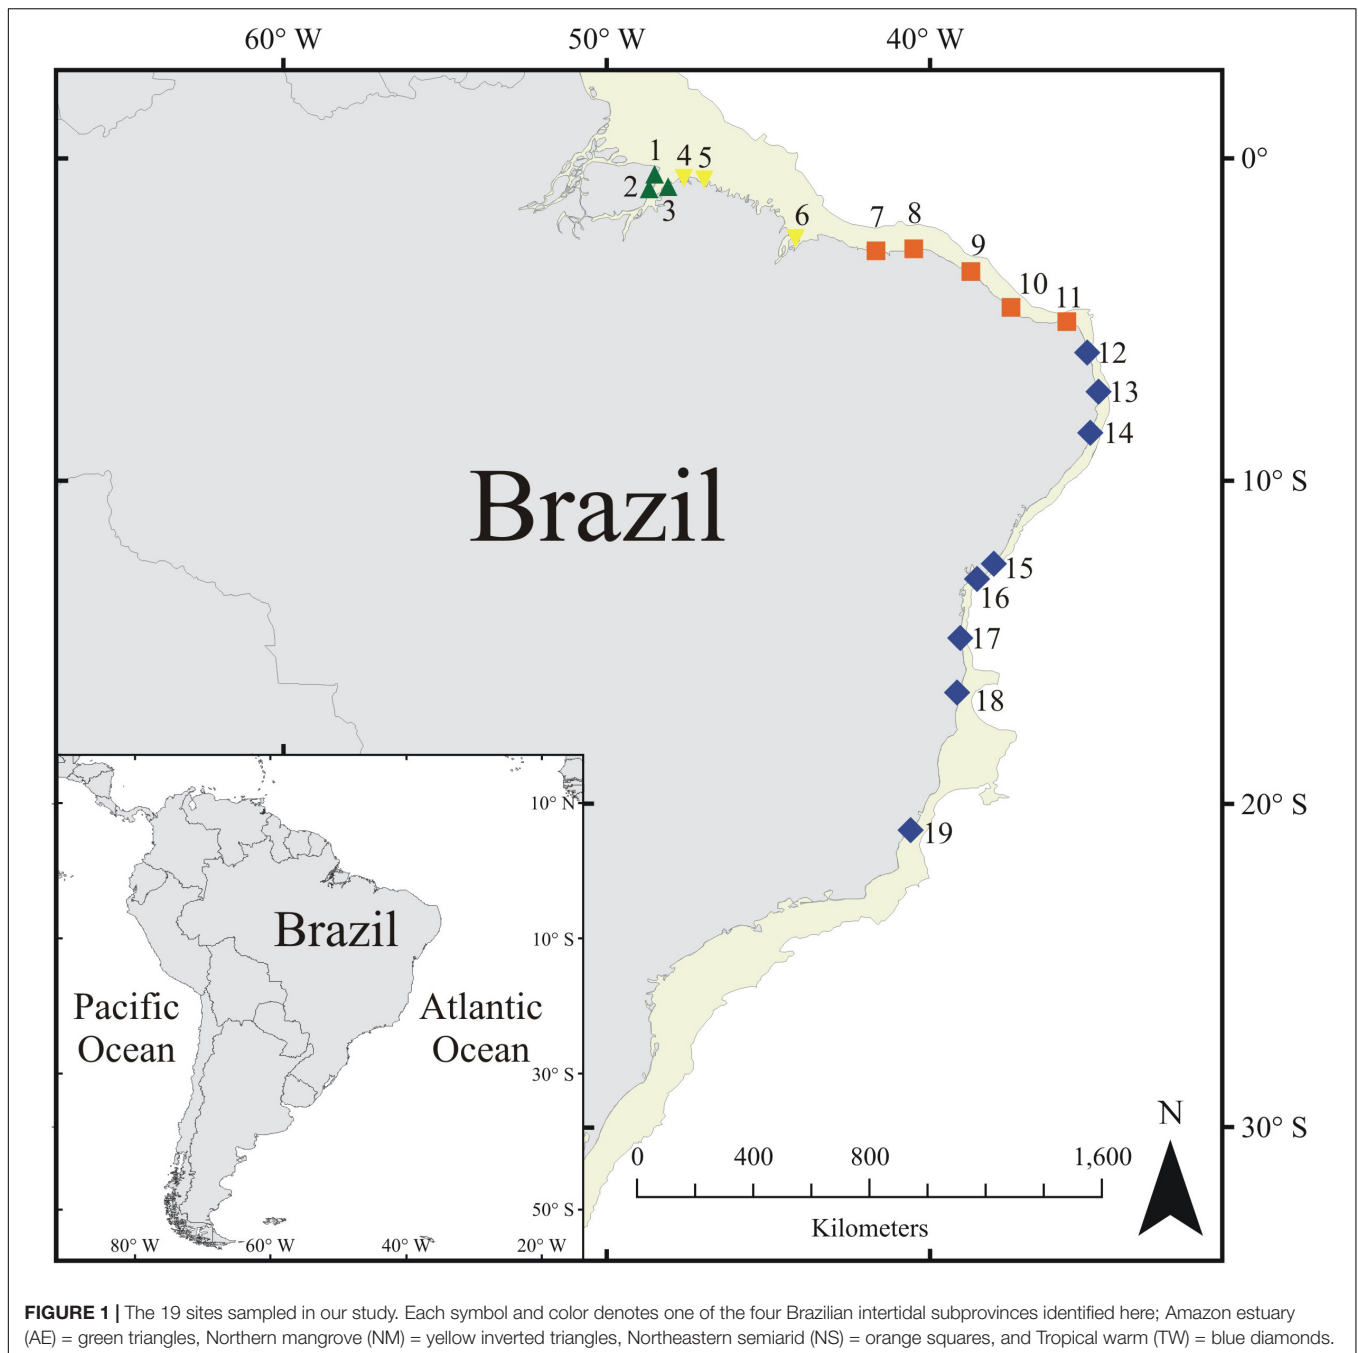 60° W 50° W 40° W
0°
1 4 5
2
3
6
7 8
9
10
11
12
13
14
10° S
Brazil
15
16
17
18
20° S
19
10° N
Brazil
10° S
Pacific
Ocean
Atlantic
Ocean
30° S
50° S
80° W 60° W 40° W 20° W
N
30° S
0 400 800 1,600
Kilometers
FIGURE 1 | The 19 sites sampled in our study. Each symbol and color denotes one of the four Brazilian intertidal subprovinces identified here; Amazon estuary
(AE) = green triangles, Northern mangrove (NM) = yellow inverted triangles, Northeastern semiarid (NS) = orange squares, and Tropical warm (TW) = blue diamonds.